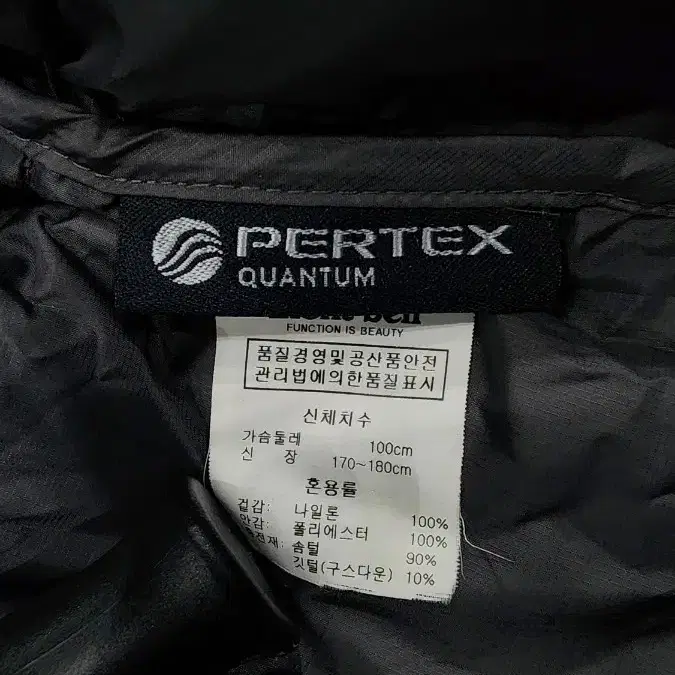 PERTEX
QUANTUM
FUNCTION IS BEAUTY
품질경영및공산품안전
관리법에의한품질표시
신체치수
가슴둘레 100cm
신 장 170~180cm
혼용률
겉감: 나일론 100%
안감: 폴리에스터 100%
충전재: 솜털 90%
깃털(구스다운) 10%